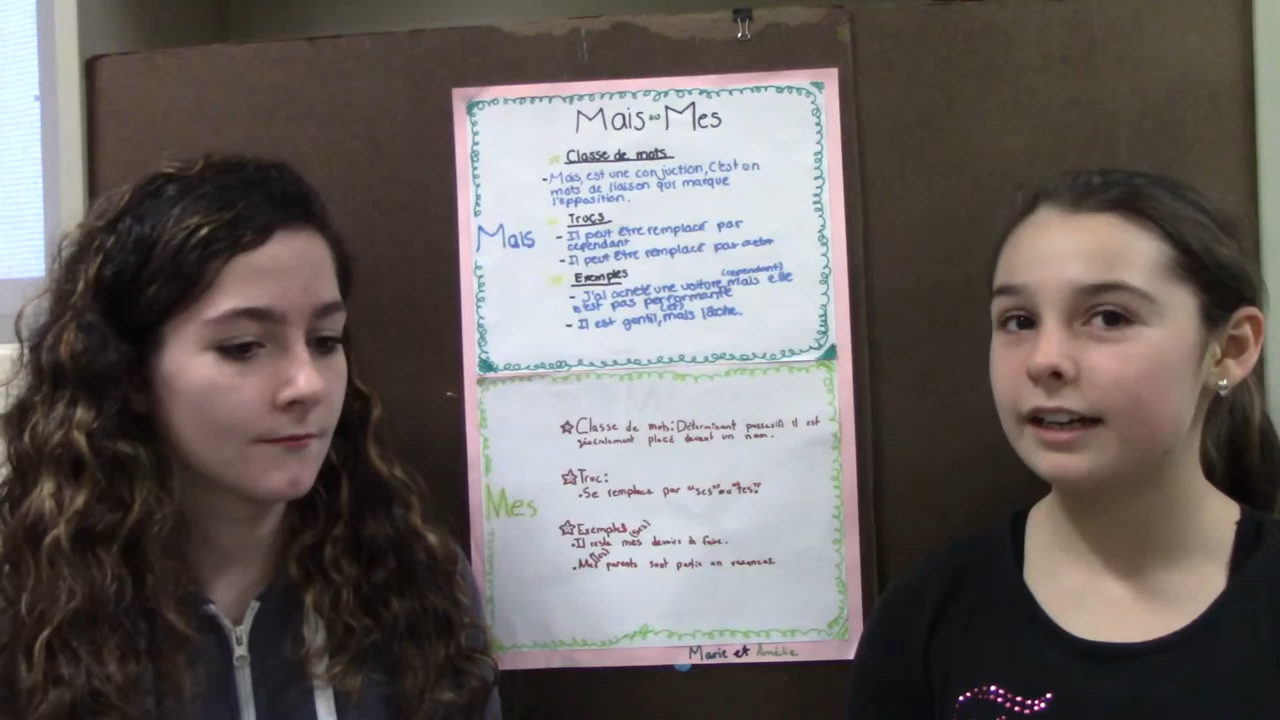 Mais ou Mes
Classe de mots
- Mais, est une conjuction, C'est un
mots de liaison qui marque
l'opposition.
Mais
Trucs
- Il peut être remplacé par
cependant
- Il peut être remplacé par
Exemples
(cependant)
- J'ai acheté une voiture, mais elle
n'est pas performante
- Il est gentil, mais lâche.
Mes
Classe de mots: Déterminant possessif il est
généralement placé devant un nom.
Truc:
• Se remplace par "ses" ou "tes"
Exemples
(ses)
• Il reste mes devoirs à faire.
• Mes parents sont partis en vacances.
Marie et Amélie